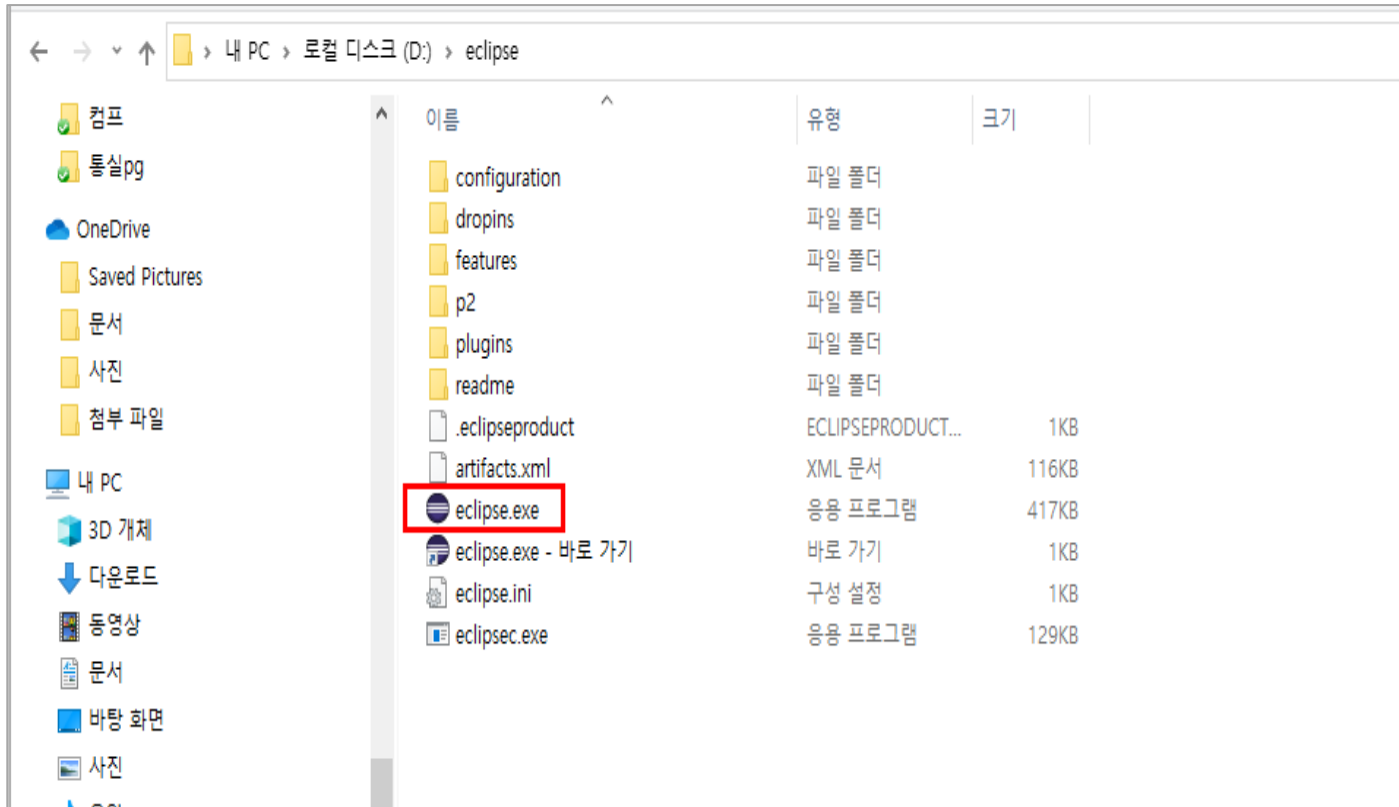 내 PC › 로컬 디스크 (D:) › eclipse
컴프
통실pg
OneDrive
Saved Pictures
문서
사진
첨부 파일
내 PC
3D 개체
다운로드
동영상
문서
바탕 화면
사진
이름 유형 크기
configuration 파일 폴더
dropins 파일 폴더
features 파일 폴더
p2 파일 폴더
plugins 파일 폴더
readme 파일 폴더
.eclipseproduct ECLIPSEPRODUCT... 1KB
artifacts.xml XML 문서 116KB
eclipse.exe 응용 프로그램 417KB
eclipse.exe - 바로 가기 바로 가기 1KB
eclipse.ini 구성 설정 1KB
eclipsec.exe 응용 프로그램 129KB